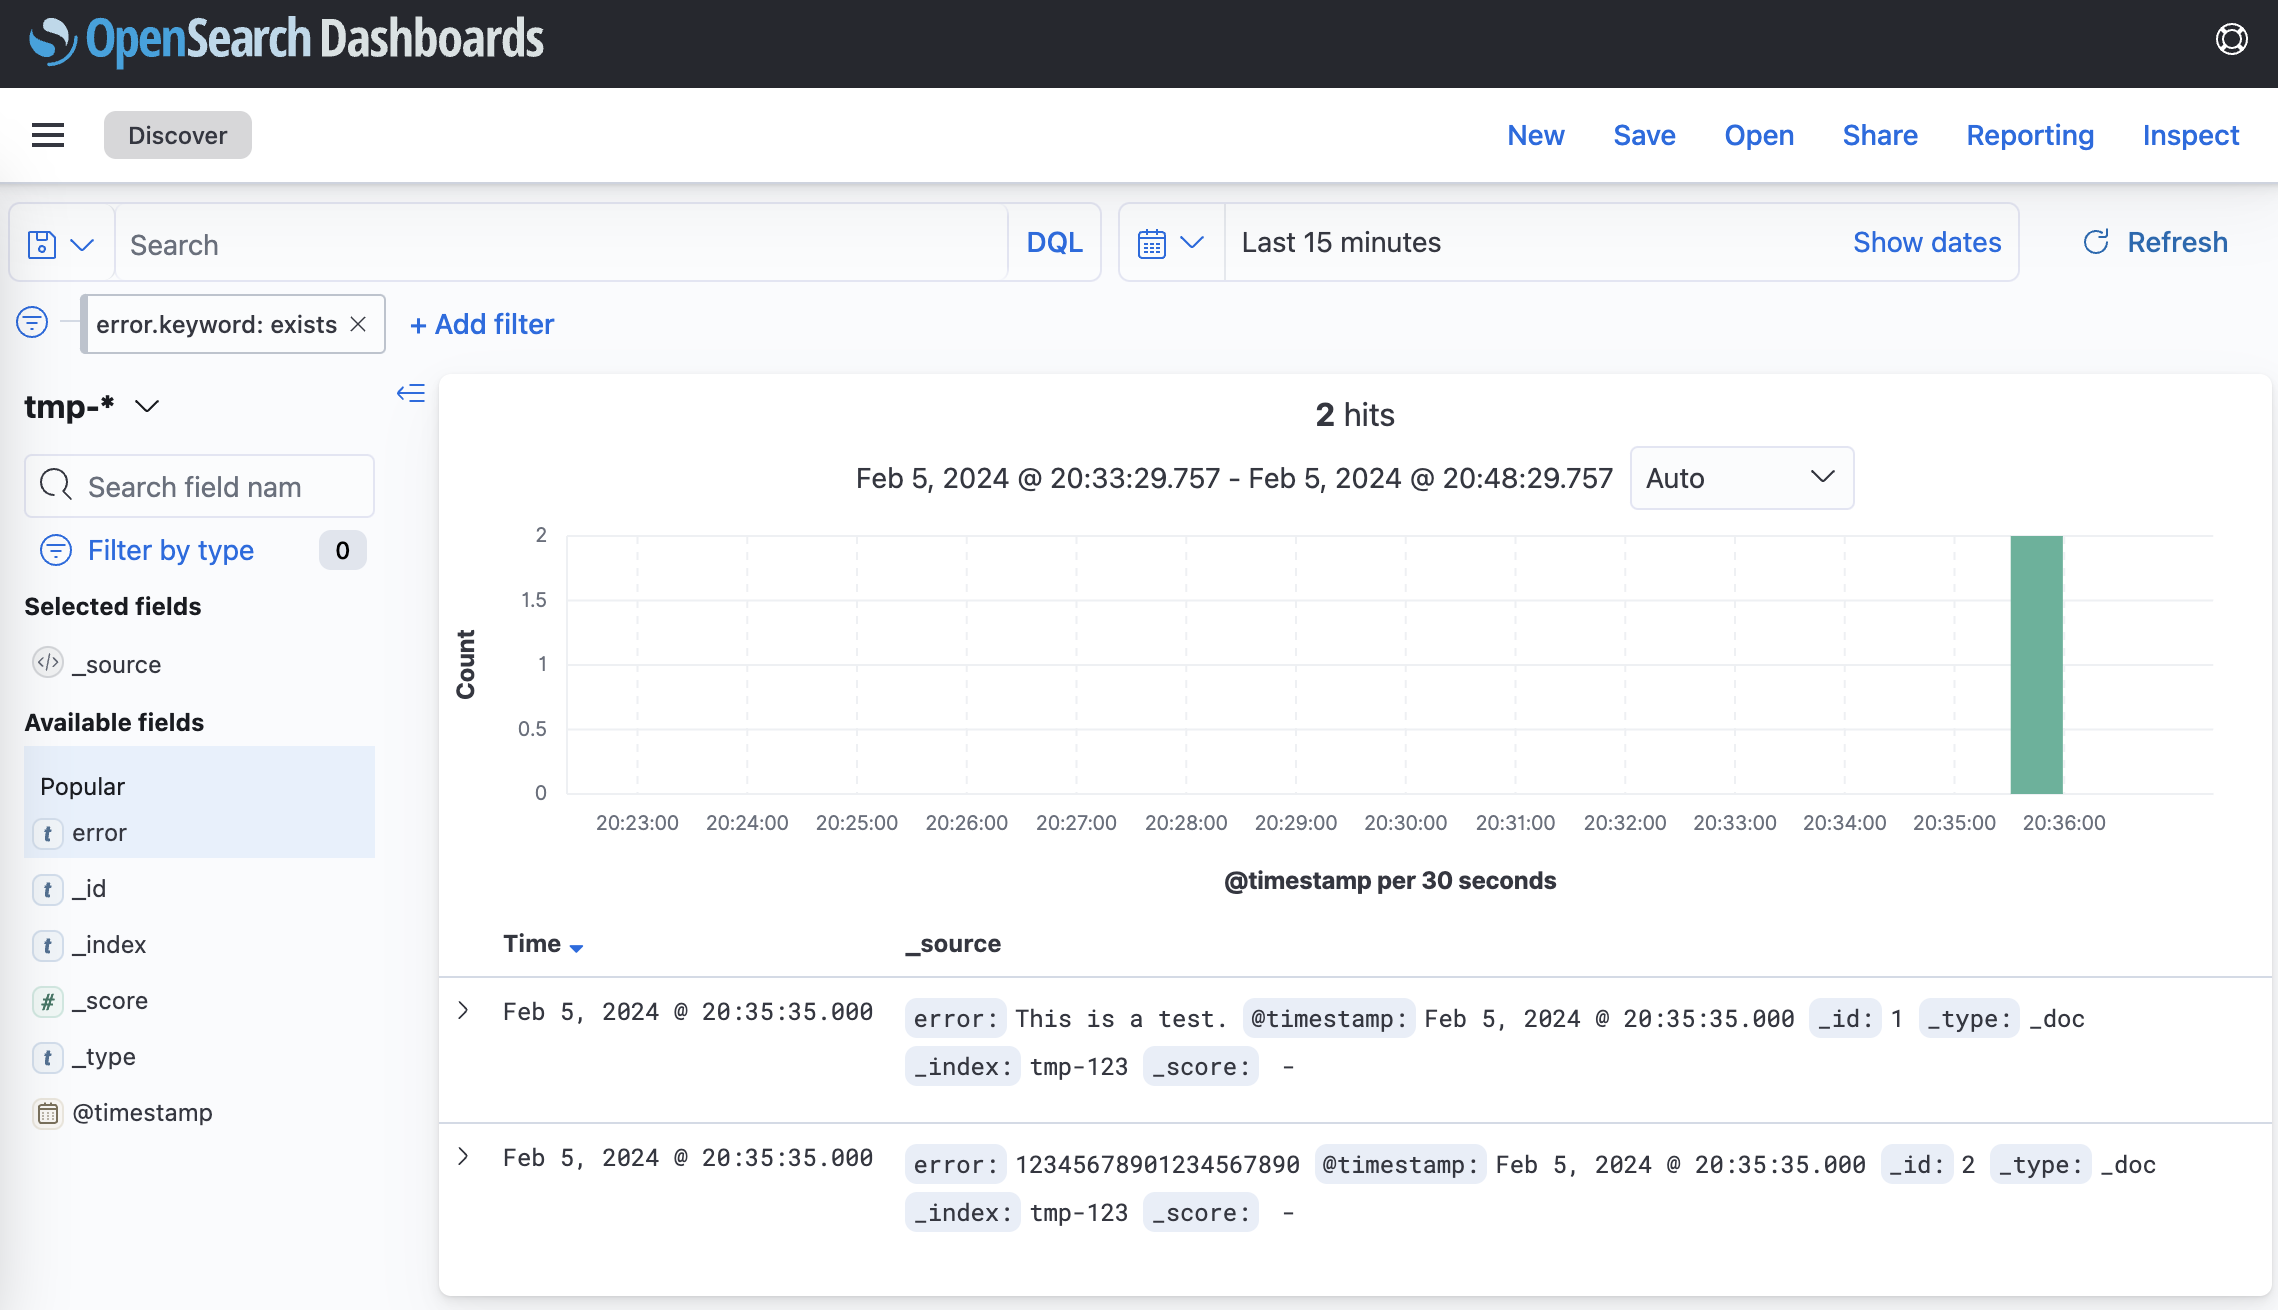 OpenSearch Dashboards
Discover
New Save Open Share Reporting Inspect
Search DQL Last 15 minutes Show dates Refresh
error.keyword: exists + Add filter
tmp-*
Search field nam
Filter by type 0
Selected fields
</> _source
Available fields
Popular
t error
t _id
t _index
# _score
t _type
@timestamp
2 hits
Feb 5, 2024 @ 20:33:29.757 - Feb 5, 2024 @ 20:48:29.757 Auto
Count
2
1.5
1
0.5
0
20:23:00 20:24:00 20:25:00 20:26:00 20:27:00 20:28:00 20:29:00 20:30:00 20:31:00 20:32:00 20:33:00 20:34:00 20:35:00 20:36:00
@timestamp per 30 seconds
Time _source
Feb 5, 2024 @ 20:35:35.000 error: This is a test. @timestamp: Feb 5, 2024 @ 20:35:35.000 _id: 1 _type: _doc
_index: tmp-123 _score: -
Feb 5, 2024 @ 20:35:35.000 error: 12345678901234567890 @timestamp: Feb 5, 2024 @ 20:35:35.000 _id: 2 _type: _doc
_index: tmp-123 _score: -